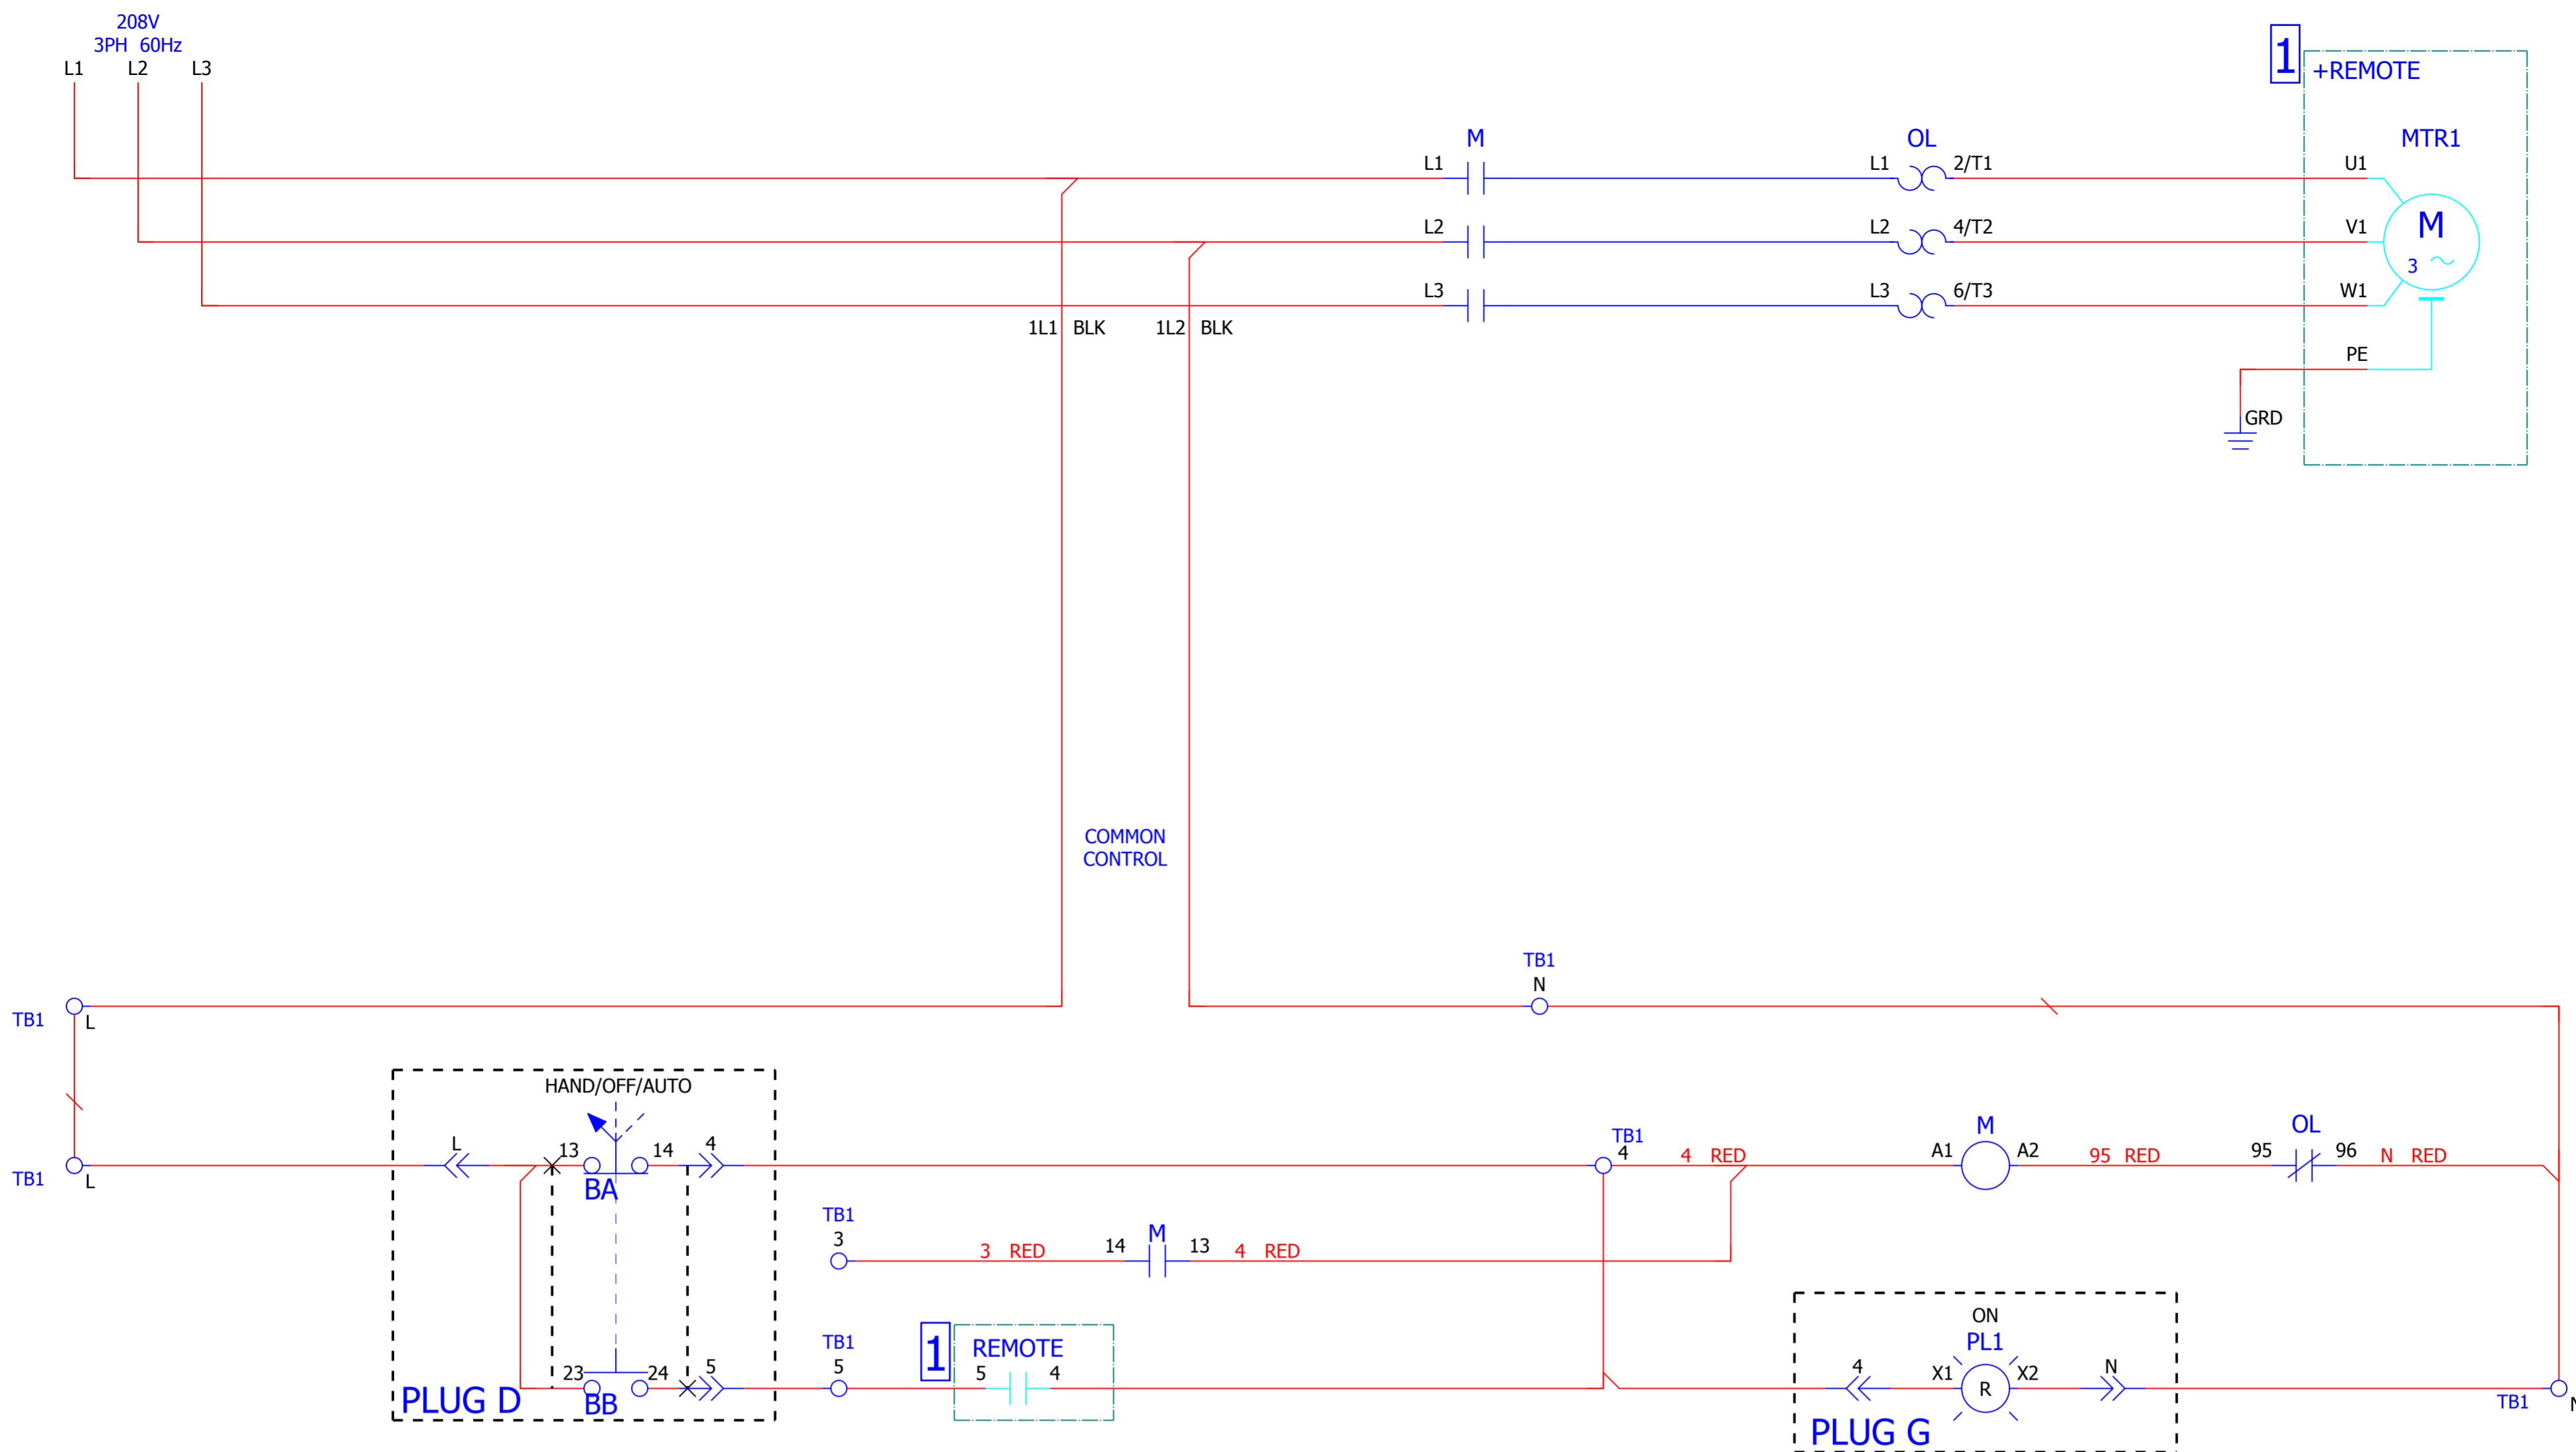 208V
3PH 60Hz
L1 L2 L3
1
+REMOTE
M OL MTR1
L1 L1 2/T1 U1
L2 L2 4/T2 V1
M
3
L3 L3 6/T3 W1
1L1 BLK 1L2 BLK
PE
GRD
COMMON
CONTROL
TB1
N
TB1 L
HAND/OFF/AUTO
TB1 L
L 13 14 4
BA
TB1
4
4 RED
M
A1 A2
95 RED
OL
95 96
N RED
TB1
3
3 RED
M
14 13
4 RED
23 24 5
BB
PLUG D
TB1
5
1
REMOTE
5 4
ON
PL1
4 X1 R X2 N
PLUG G
TB1